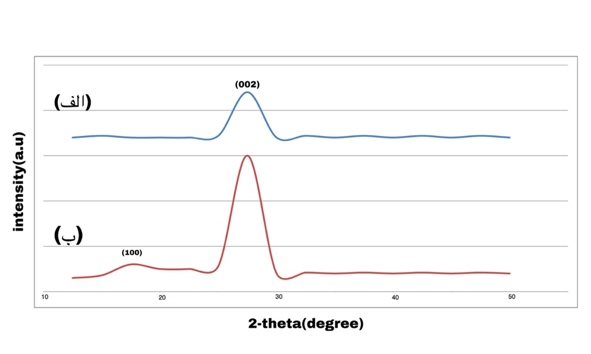 (002)
(الف)
intensity(a.u)
(ب)
(100)
10 20 30 40 50
2-theta(degree)